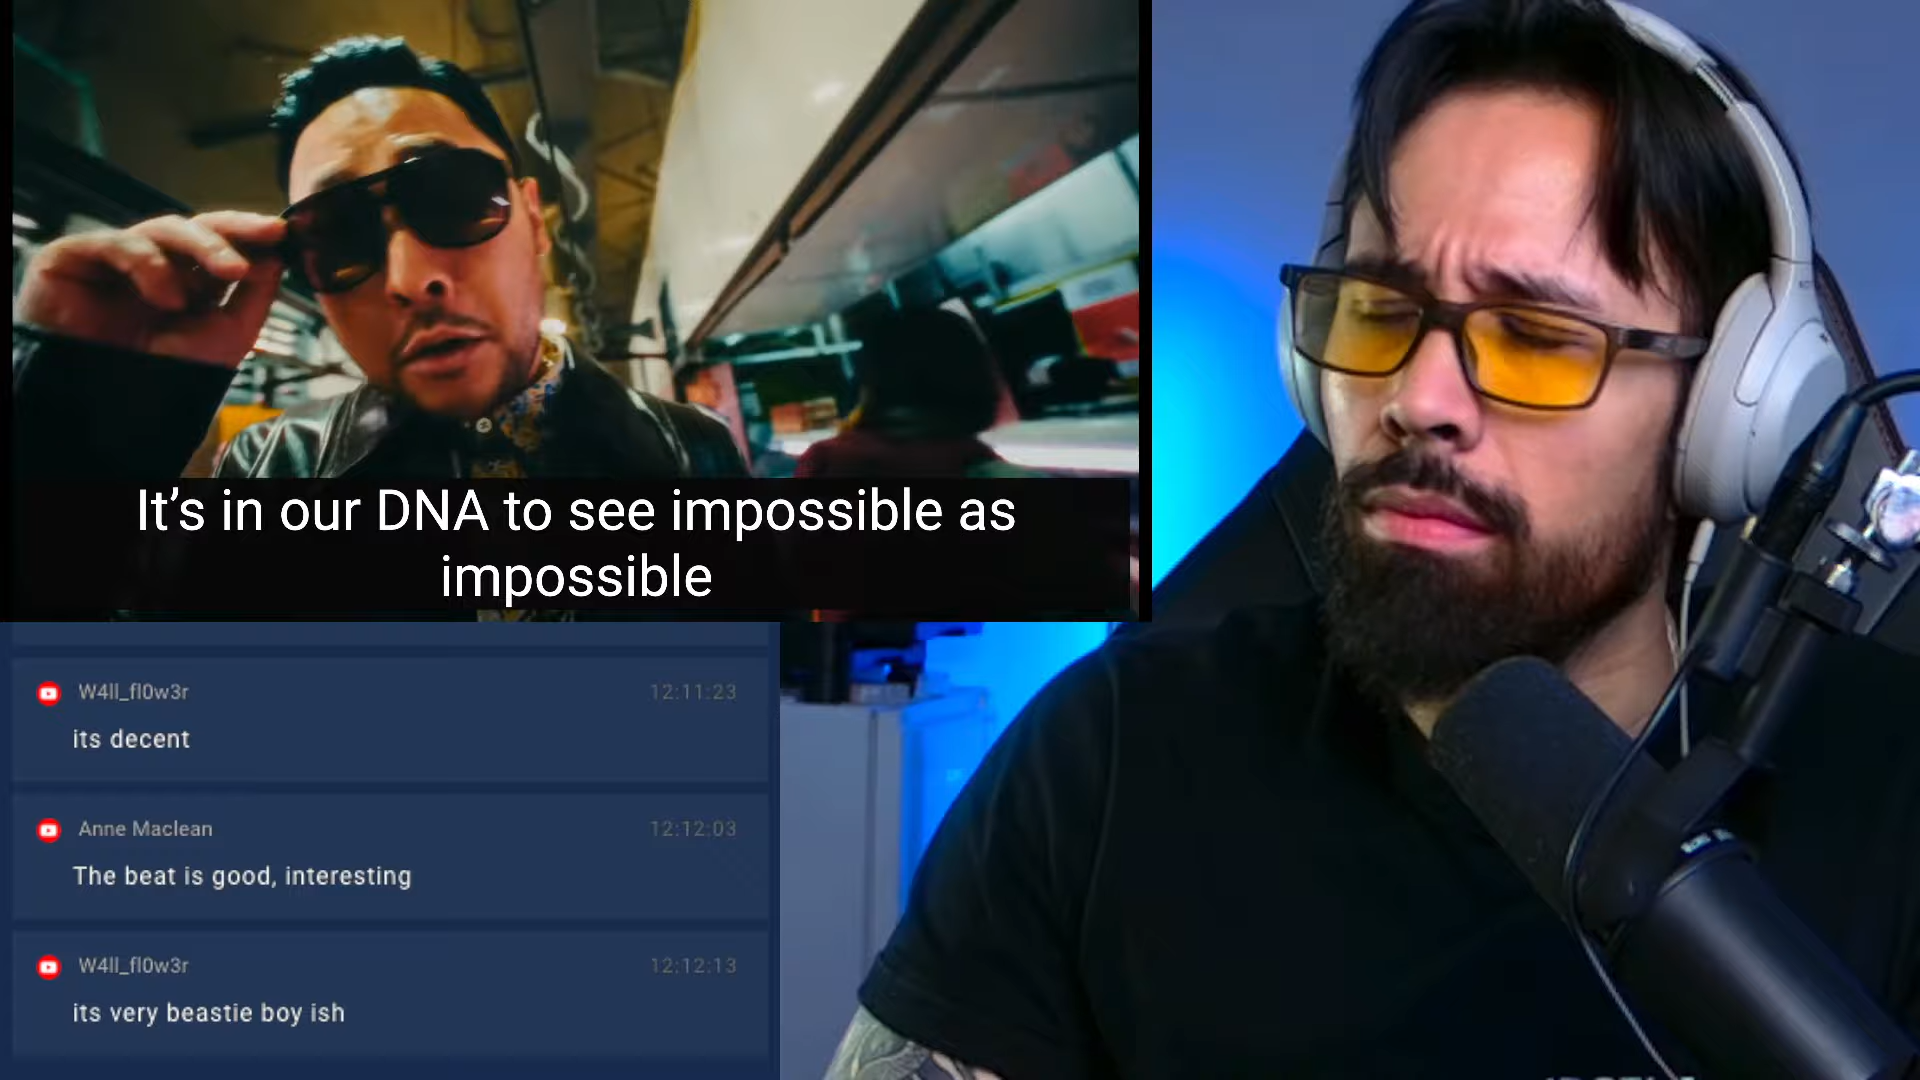 It’s in our DNA to see impossible as
impossible
W4ll_fl0w3r 12:11:23
its decent
Anne Maclean 12:12:03
The beat is good, interesting
W4ll_fl0w3r 12:12:13
its very beastie boy ish